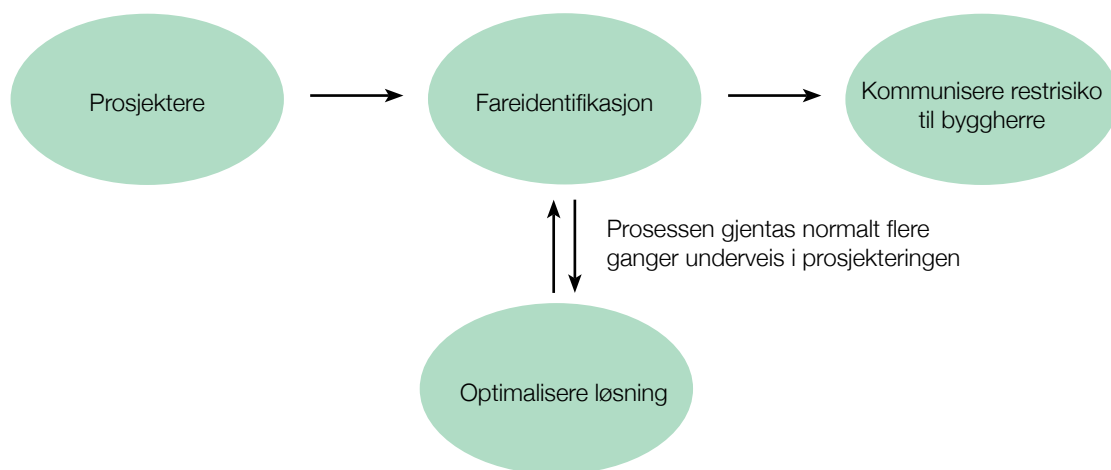 Prosjektere
Fareidentifikasjon
Kommunisere restrisiko
til byggherre
Prosessen gjentas normalt flere
ganger underveis i prosjekteringen
Optimalisere løsning